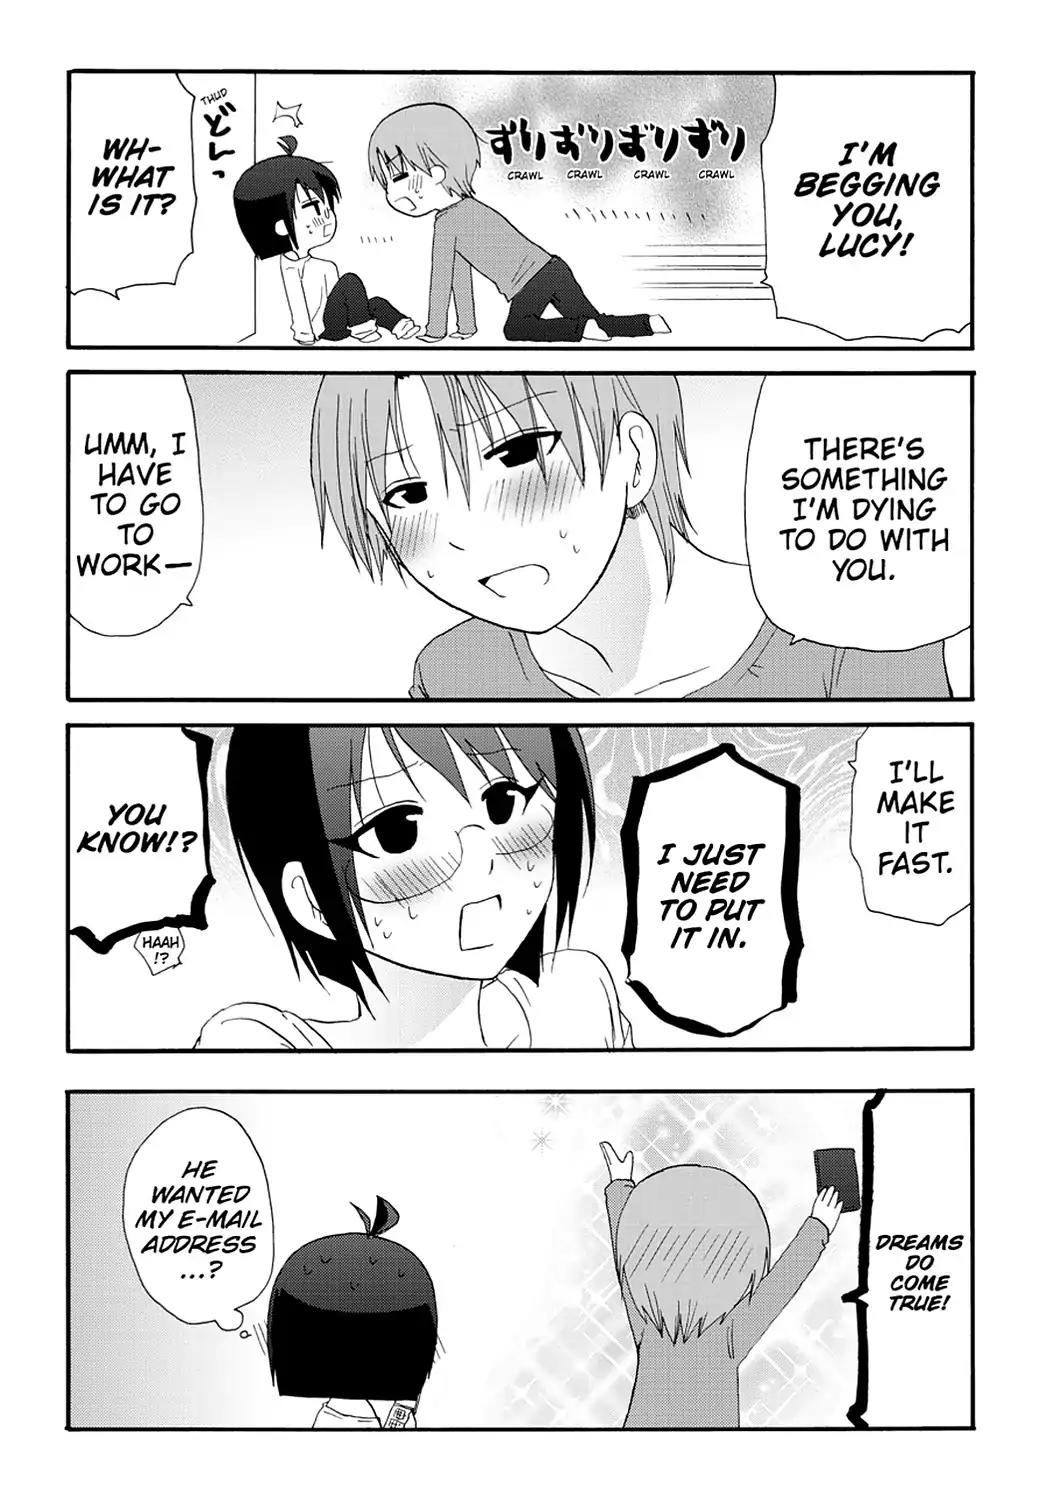 I'M
BEGGING
YOU,
LUCY!
ずりずりずりずり
CRAWL
CRAWL
CRAWL
CRAWL
THUD
どしっ
WH-
WHAT
IS IT?
THERE'S
SOMETHING
I'M DYING
TO DO WITH
YOU.
UMM, I
HAVE
TO GO
TO
WORK—
I'LL
MAKE
IT
FAST.
I JUST
NEED
TO PUT
IT IN.
YOU
KNOW!?
HAAH
!?
DREAMS
DO
COME
TRUE!
HE
WANTED
MY E-MAIL
ADDRESS
...?